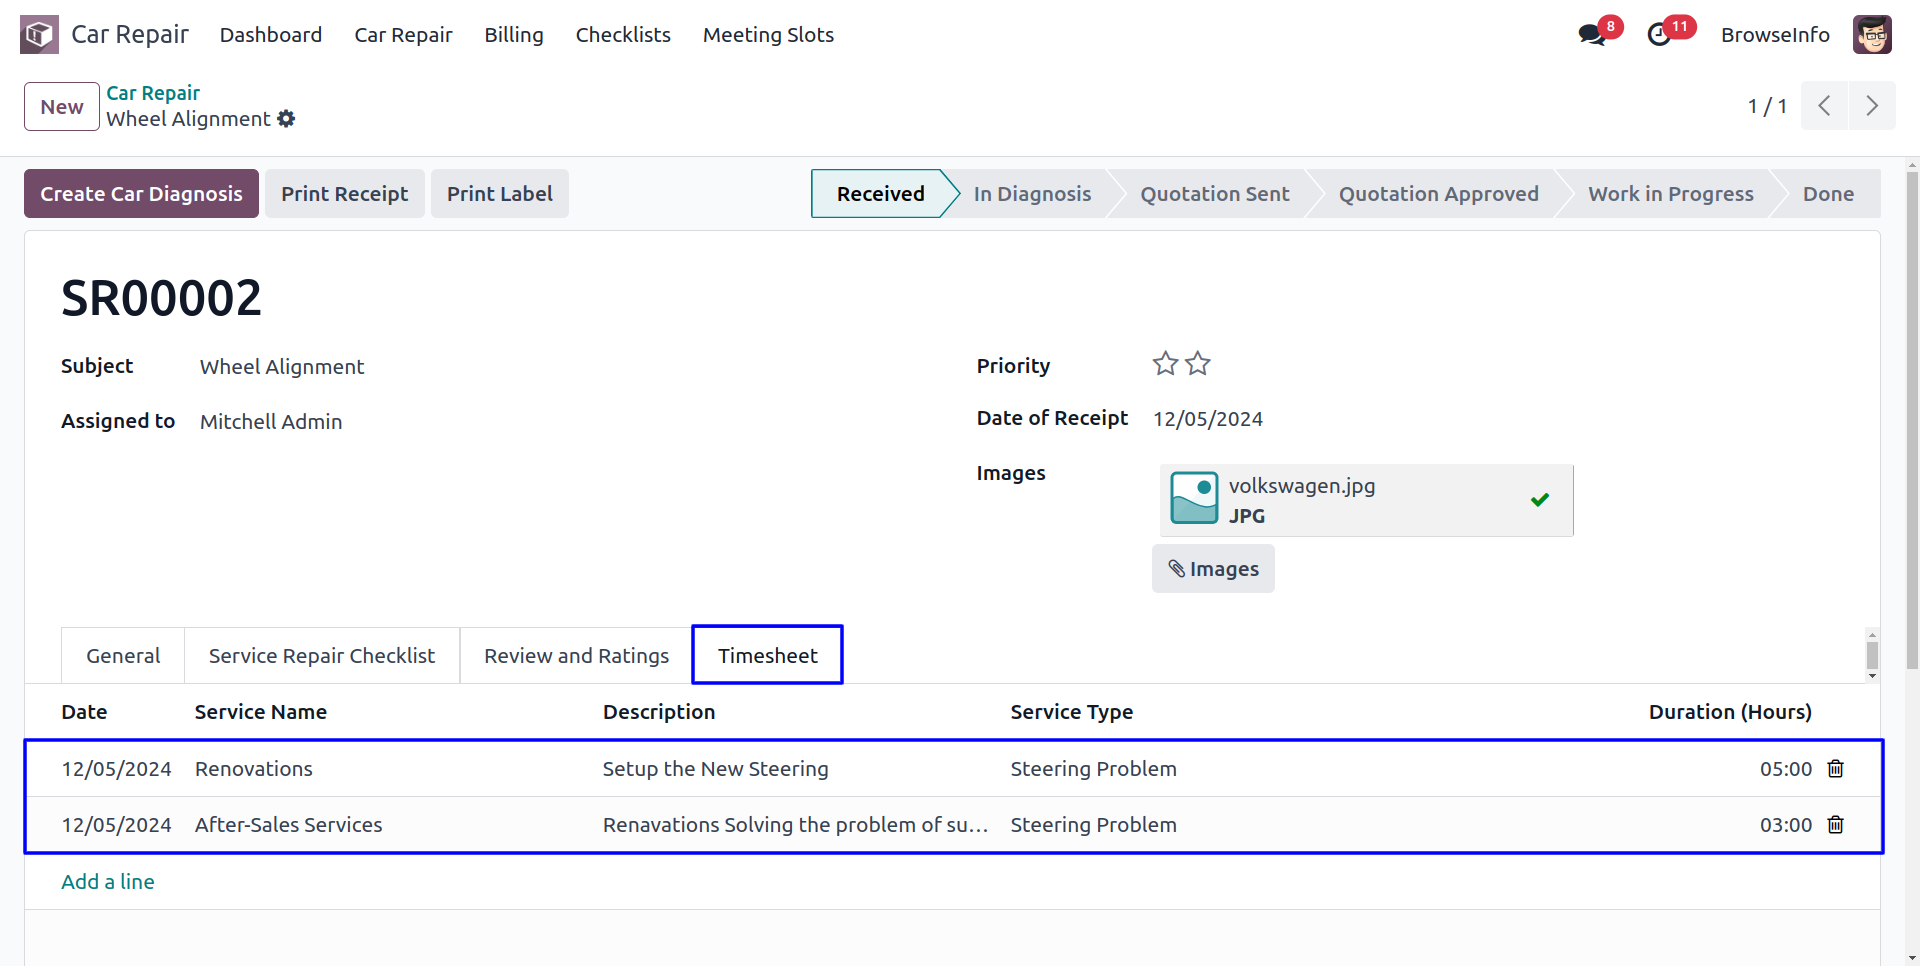 Car Repair Dashboard Car Repair Billing Checklists Meeting Slots 8 11 BrowseInfo
New
Car Repair
Wheel Alignment
1 / 1
Create Car Diagnosis Print Receipt Print Label Received In Diagnosis Quotation Sent Quotation Approved Work in Progress Done
SR00002
Subject Wheel Alignment
Assigned to Mitchell Admin
Priority
Date of Receipt 12/05/2024
Images
volkswagen.jpg
JPG
Images
General Service Repair Checklist Review and Ratings Timesheet
Date Service Name Description Service Type Duration (Hours)
12/05/2024 Renovations Setup the New Steering Steering Problem 05:00
12/05/2024 After-Sales Services Renavations Solving the problem of su... Steering Problem 03:00
Add a line